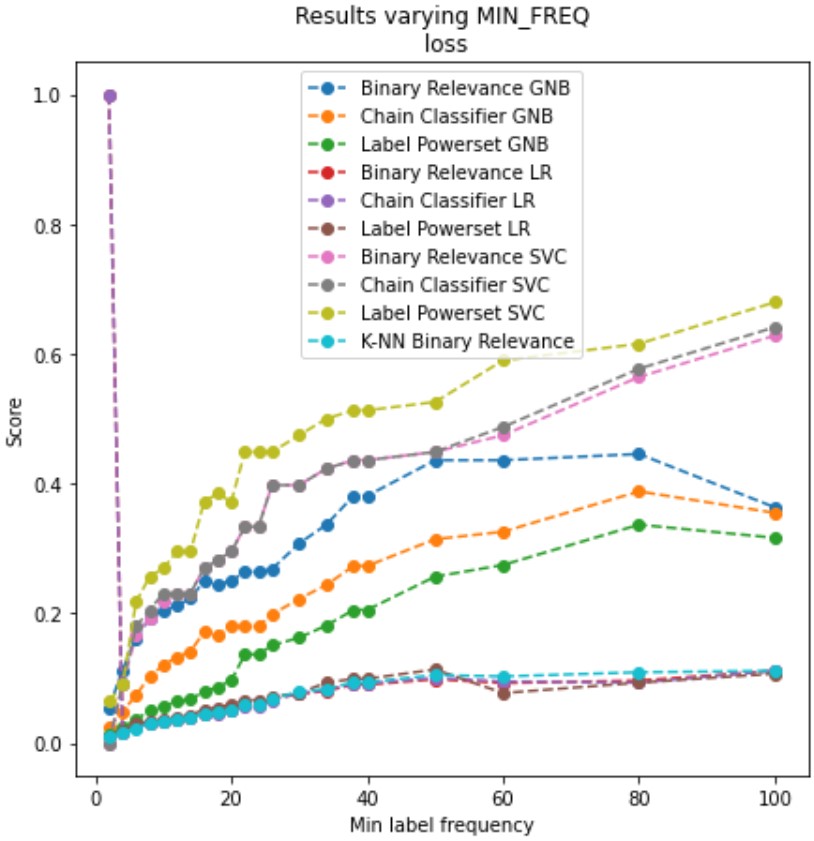 Results varying MIN_FREQ
loss
1.0
0.8
0.6
0.4
0.2
0.0
Score
Binary Relevance GNB
Chain Classifier GNB
Label Powerset GNB
Binary Relevance LR
Chain Classifier LR
Label Powerset LR
Binary Relevance SVC
Chain Classifier SVC
Label Powerset SVC
K-NN Binary Relevance
0 20 40 60 80 100
Min label frequency